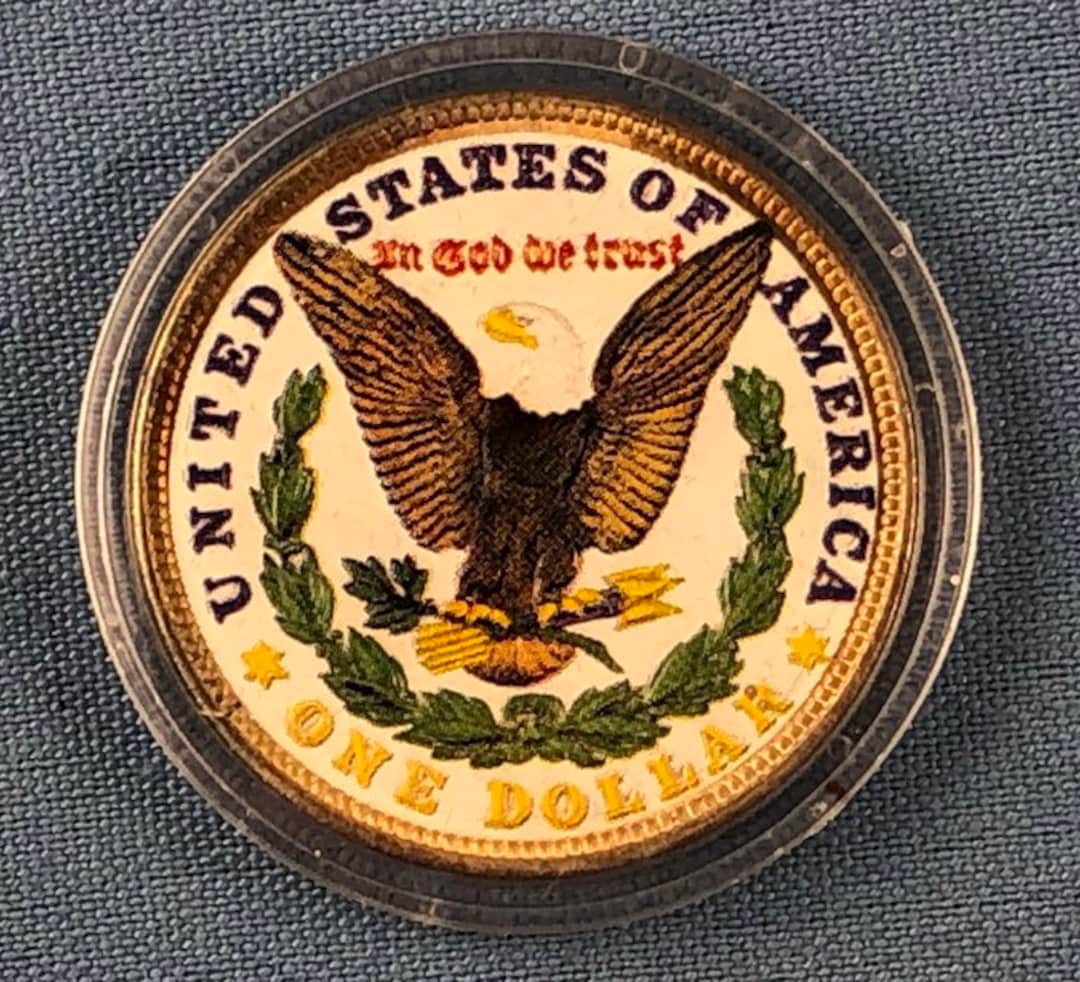 UNITED STATES OF AMERICA
In God we trust
ONE DOLLAR